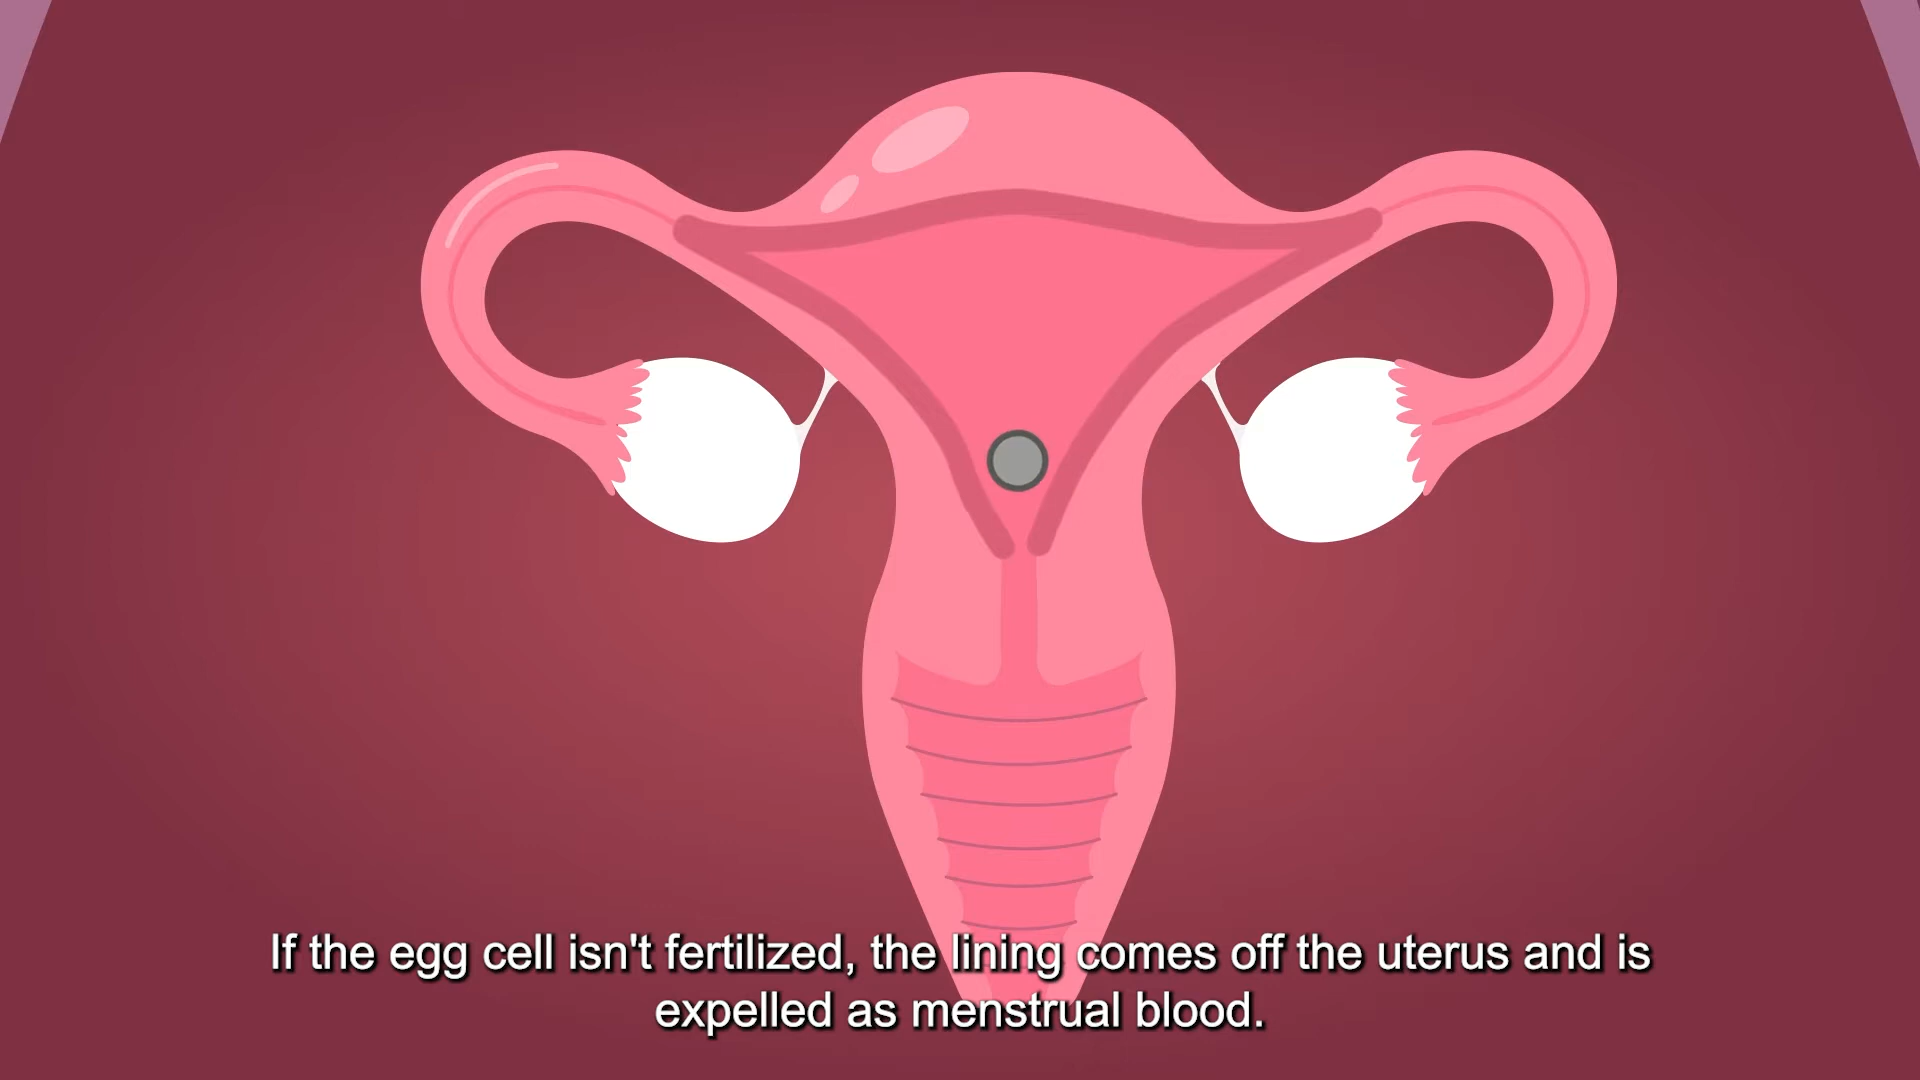 If the egg cell isn't fertilized, the lining comes off the uterus and is
expelled as menstrual blood.